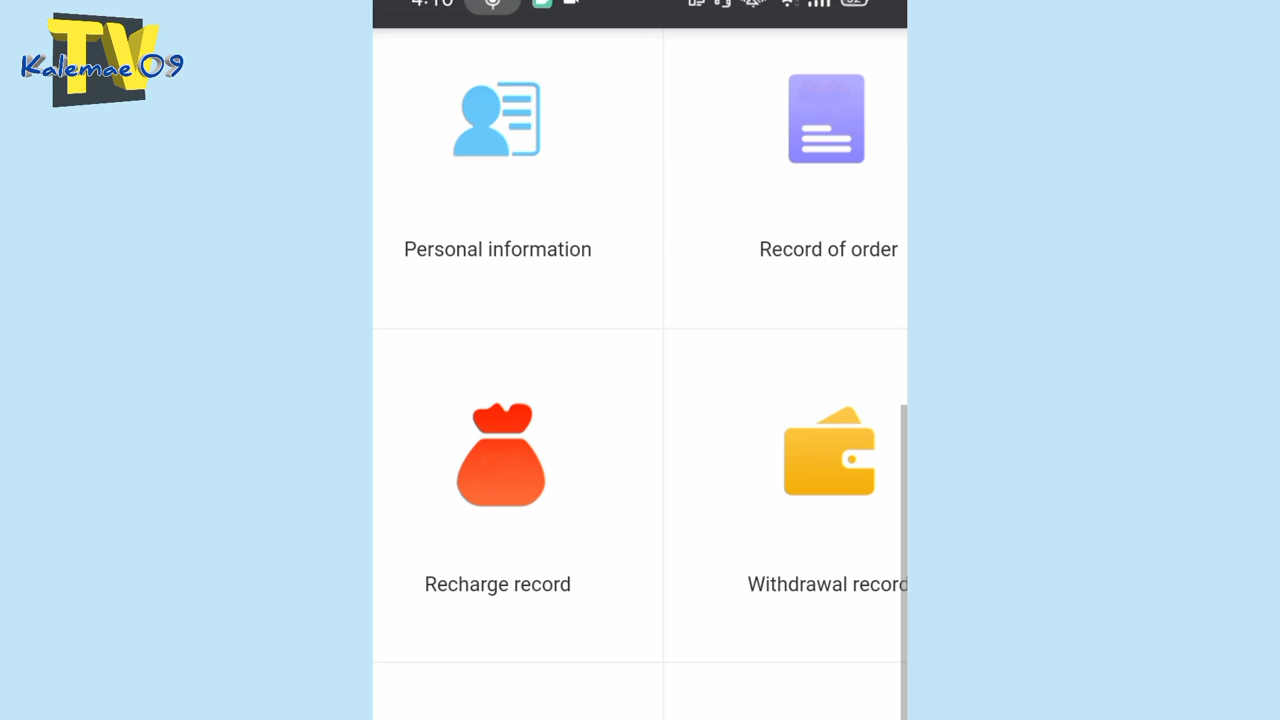 TV
Kalemae 09
Personal information
Record of order
Recharge record
Withdrawal record